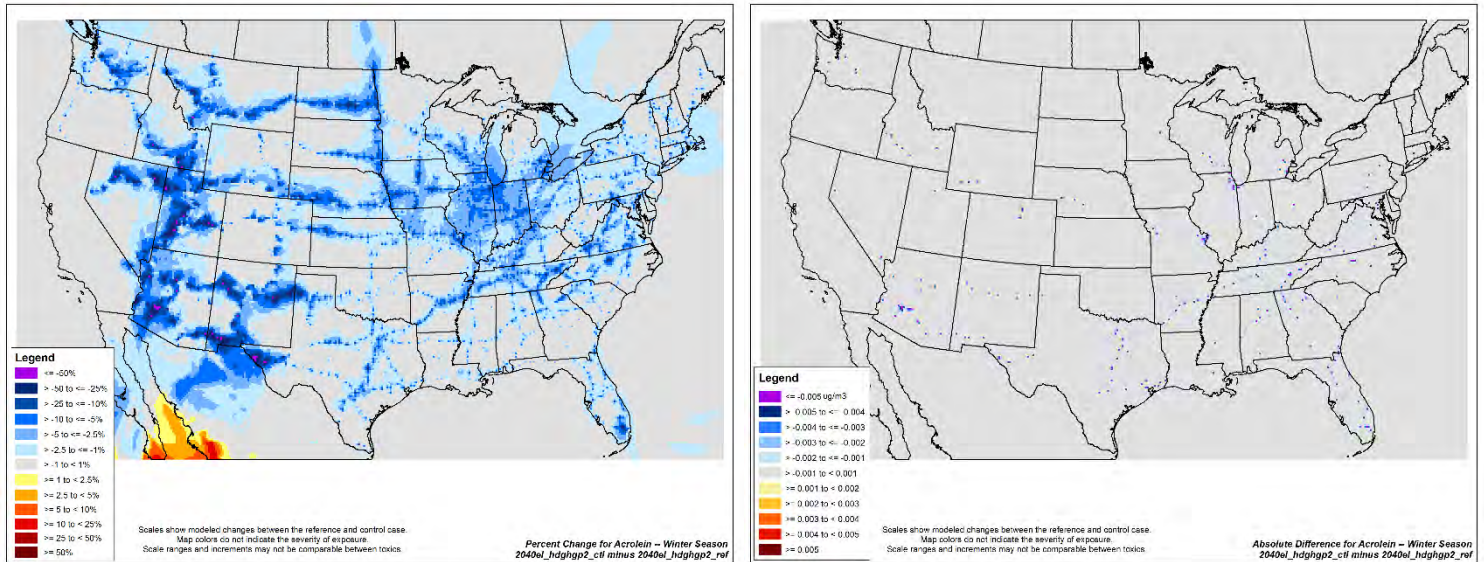 Legend
<= -50%
> -50 to <= -25%
> -25 to <= -10%
> -10 to <= -5%
> -5 to <= -2.5%
> -2.5 to <= -1%
> -1 to < 1%
>= 1 to < 2.5%
>= 2.5 to < 5%
>= 5 to < 10%
>= 10 to < 25%
>= 25 to < 50%
>= 50%
Scales show modeled changes between the reference and control case.
Map colors do not indicate the severity of exposure.
Scale ranges and increments may not be comparable between toxics.
Percent Change for Acrolein -- Winter Season
2040el_hdghgp2_ctl minus 2040el_hdghgp2_ref
Legend
<= -0.005 ug/m3
> 0.005 to <= 0.004
> -0.004 to <= -0.003
> -0.003 to <= -0.002
> -0.002 to <= -0.001
> -0.001 to < 0.001
>= 0.001 to < 0.002
>= 0.002 to < 0.003
>= 0.003 to < 0.004
>= 0.004 to < 0.005
>= 0.005
Scales show modeled changes between the reference and control case.
Map colors do not indicate the severity of exposure.
Scale ranges and increments may not be comparable between toxics.
Absolute Difference for Acrolein -- Winter Season
2040el_hdghgp2_ctl minus 2040el_hdghgp2_ref